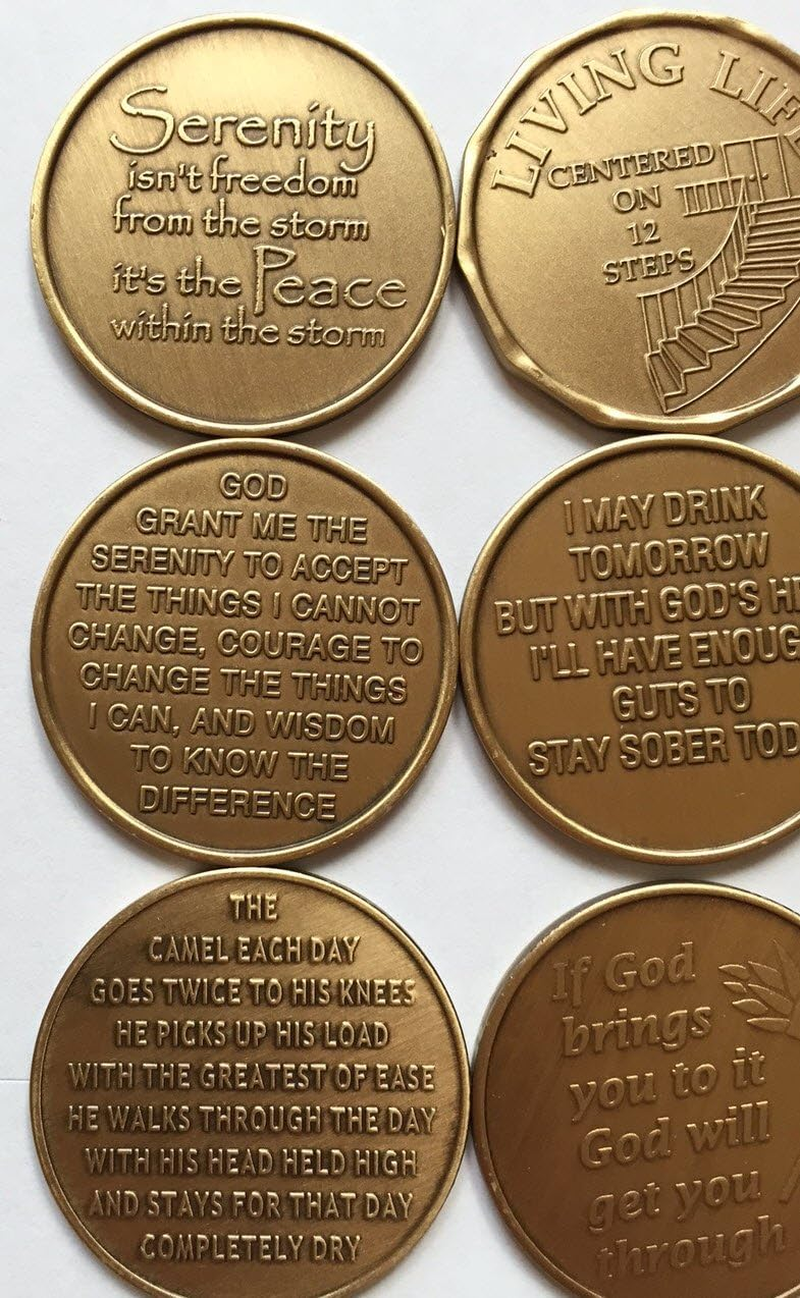 Serenity
isn't freedom
from the storm
it's the Peace
within the storm
LIVING LIF
CENTERED
ON
12
STEPS
GOD
GRANT ME THE
SERENITY TO ACCEPT
THE THINGS I CANNOT
CHANGE, COURAGE TO
CHANGE THE THINGS
I CAN, AND WISDOM
TO KNOW THE
DIFFERENCE
I MAY DRINK
TOMORROW
BUT WITH GOD'S H
I'LL HAVE ENOUG
GUTS TO
STAY SOBER TOD
THE
CAMEL EACH DAY
GOES TWICE TO HIS KNEES
HE PICKS UP HIS LOAD
WITH THE GREATEST OF EASE
HE WALKS THROUGH THE DAY
WITH HIS HEAD HELD HIGH
AND STAYS FOR THAT DAY
COMPLETELY DRY
If God
brings
you to it
God will
get you
through